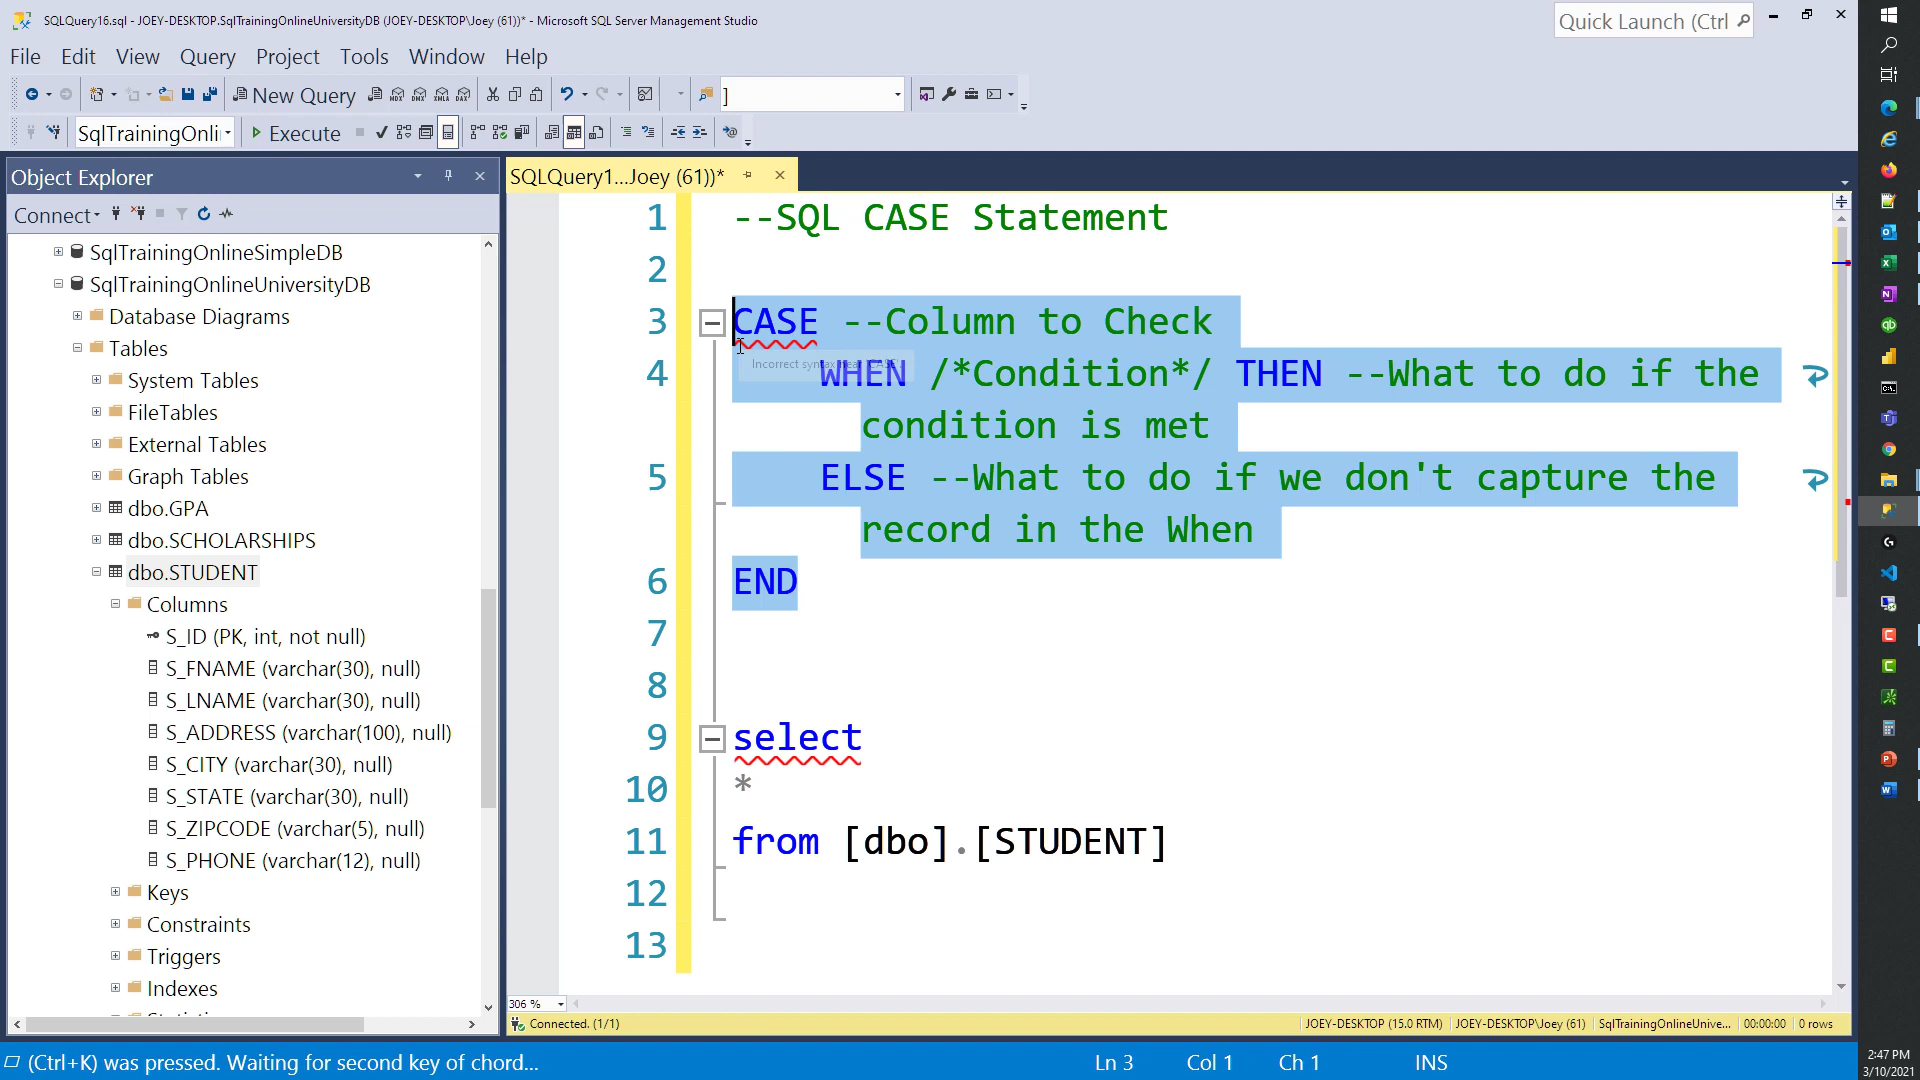 SQLQuery16.sql - JOEY-DESKTOP.SqlTrainingOnlineUniversityDB (JOEY-DESKTOP\Joey (61))* - Microsoft SQL Server Management Studio
Quick Launch (Ctrl
File Edit View Query Project Tools Window Help
New Query ]
SqlTrainingOnli Execute
Object Explorer
SQLQuery1...Joey (61))*
Connect
SqlTrainingOnlineSimpleDB
SqlTrainingOnlineUniversityDB
Database Diagrams
Tables
System Tables
FileTables
External Tables
Graph Tables
dbo.GPA
dbo.SCHOLARSHIPS
dbo.STUDENT
Columns
S_ID (PK, int, not null)
S_FNAME (varchar(30), null)
S_LNAME (varchar(30), null)
S_ADDRESS (varchar(100), null)
S_CITY (varchar(30), null)
S_STATE (varchar(30), null)
S_ZIPCODE (varchar(5), null)
S_PHONE (varchar(12), null)
Keys
Constraints
Triggers
Indexes
1 --SQL CASE Statement
2
3 CASE --Column to Check
4 WHEN /*Condition*/ THEN --What to do if the
condition is met
5 ELSE --What to do if we don't capture the
record in the When
6 END
7
8
9 select
10 *
11 from [dbo].[STUDENT]
12
13
306 %
Connected. (1/1) JOEY-DESKTOP (15.0 RTM) JOEY-DESKTOP\Joey (61) SqlTrainingOnlineUnive... 00:00:00 0 rows
(Ctrl+K) was pressed. Waiting for second key of chord... Ln 3 Col 1 Ch 1 INS
2:47 PM
3/10/2021